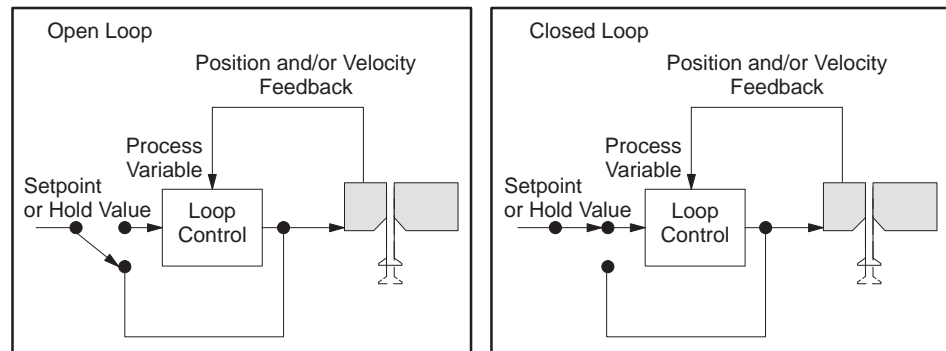 Open Loop
Position and/or Velocity
Feedback
Process
Variable
Setpoint
or Hold Value
Loop
Control
Closed Loop
Position and/or Velocity
Feedback
Process
Variable
Setpoint
or Hold Value
Loop
Control